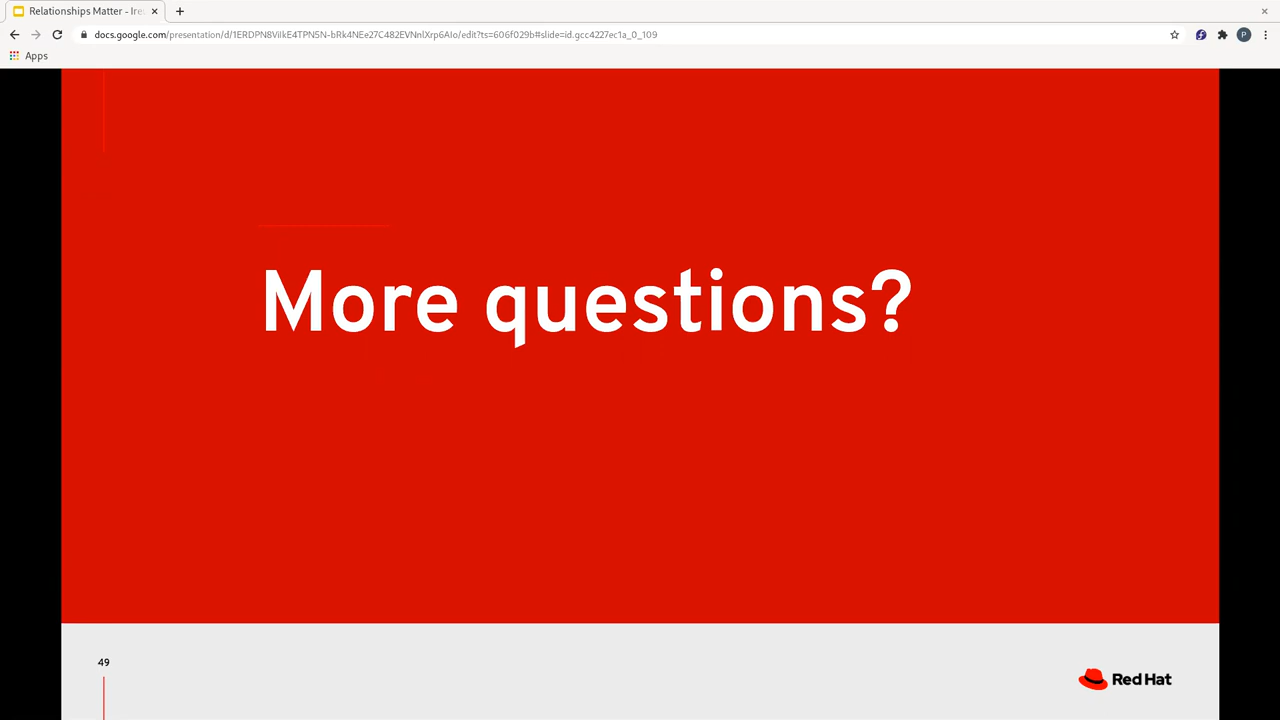 Relationships Matter - Ire
docs.google.com/presentation/d/1ERDPN8ViIkE4TPN5N-bRk4NEe27C482EVNnlXrp6AIo/edit?ts=606f029b#slide=id.gcc4227ec1a_0_109
P
Apps
More questions?
49
Red Hat